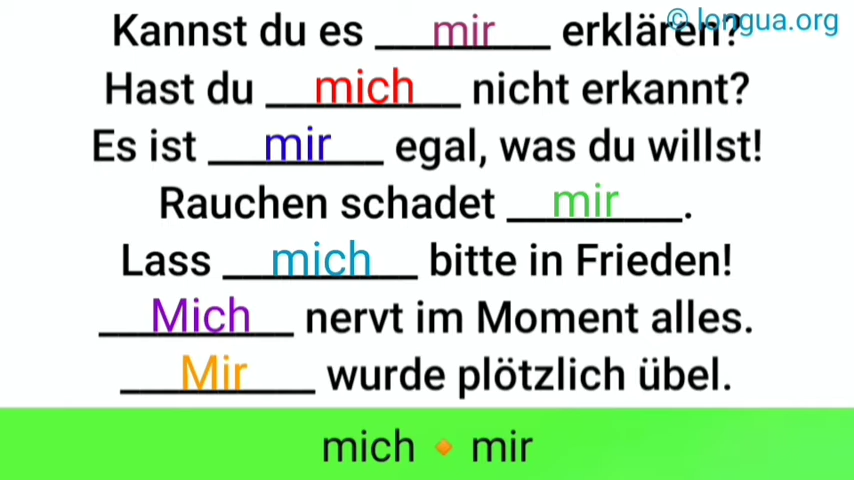 © longua.org
Kannst du es mir erklären?
Hast du mich nicht erkannt?
Es ist mir egal, was du willst!
Rauchen schadet mir.
Lass mich bitte in Frieden!
Mich nervt im Moment alles.
Mir wurde plötzlich übel.
mich 🔸 mir